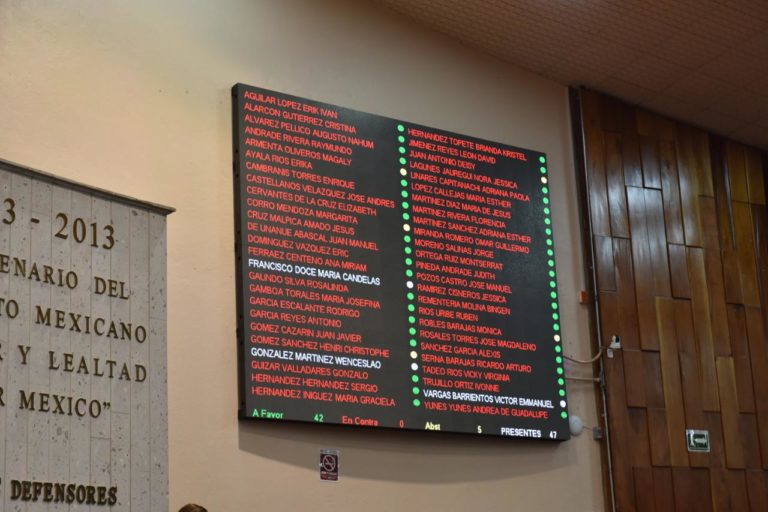 3 - 2013
ENARIO DEL
TO MEXICANO
R Y LEALTAD
R MEXICO"
DEFENSORES
AGUILAR LOPEZ ERIK IVAN
ALARCON GUTIERREZ CRISTINA
ALVAREZ PELLICO AUGUSTO NAHUM
ANDRADE RIVERA RAYMUNDO
ARMENTA OLIVEROS MAGALY
AYALA RIOS ERIKA
CAMBRANIS TORRES ENRIQUE
CASTELLANOS VELAZQUEZ JOSE ANDRES
CERVANTES DE LA CRUZ ELIZABETH
CORRO MENDOZA MARGARITA
CRUZ MALPICA AMADO JESUS
DE UNANUE ABASCAL JUAN MANUEL
DOMINGUEZ VAZQUEZ ERIC
FERRAEZ CENTENO ANA MIRIAM
FRANCISCO DOCE MARIA CANDELAS
GALINDO SILVA ROSALINDA
GAMBOA TORALES MARIA JOSEFINA
GARCIA ESCALANTE RODRIGO
GARCIA REYES ANTONIO
GOMEZ CAZARIN JUAN JAVIER
GOMEZ SANCHEZ HENRI CHRISTOPHE
GONZALEZ MARTINEZ WENCESLAO
GUIZAR VALLADARES GONZALO
HERNANDEZ HERNANDEZ SERGIO
HERNANDEZ IÑIGUEZ MARIA GRACIELA
HERNANDEZ TOPETE BRIANDA KRISTEL
JIMENEZ REYES LEON DAVID
JUAN ANTONIO DEISY
LAGUNES JAUREGUI NORA JESSICA
LINARES CAPITANACHI ADRIANA PAOLA
LOPEZ CALLEJAS MARIA ESTHER
MARTINEZ DIAZ MARIA DE JESUS
MARTINEZ RIVERA FLORENCIA
MARTINEZ SANCHEZ ADRIANA ESTHER
MIRANDA ROMERO OMAR GUILLERMO
MORENO SALINAS JORGE
ORTEGA RUIZ MONTSERRAT
PINEDA ANDRADE JUDITH
POZOS CASTRO JOSE MANUEL
RAMIREZ CISNEROS JESSICA
REMENTERIA MOLINA BINGEN
RIOS URIBE RUBEN
ROBLES BARAJAS MONICA
ROSALES TORRES JOSE MAGDALENO
SANCHEZ GARCIA ALEXIS
SERNA BARAJAS RICARDO ARTURO
TADEO RIOS VICKY VIRGINIA
TRUJILLO ORTIZ IVONNE
VARGAS BARRIENTOS VICTOR EMMANUEL
YUNES YUNES ANDREA DE GUADALUPE
A Favor 42 En Contra 0 Abst 5 PRESENTES 47